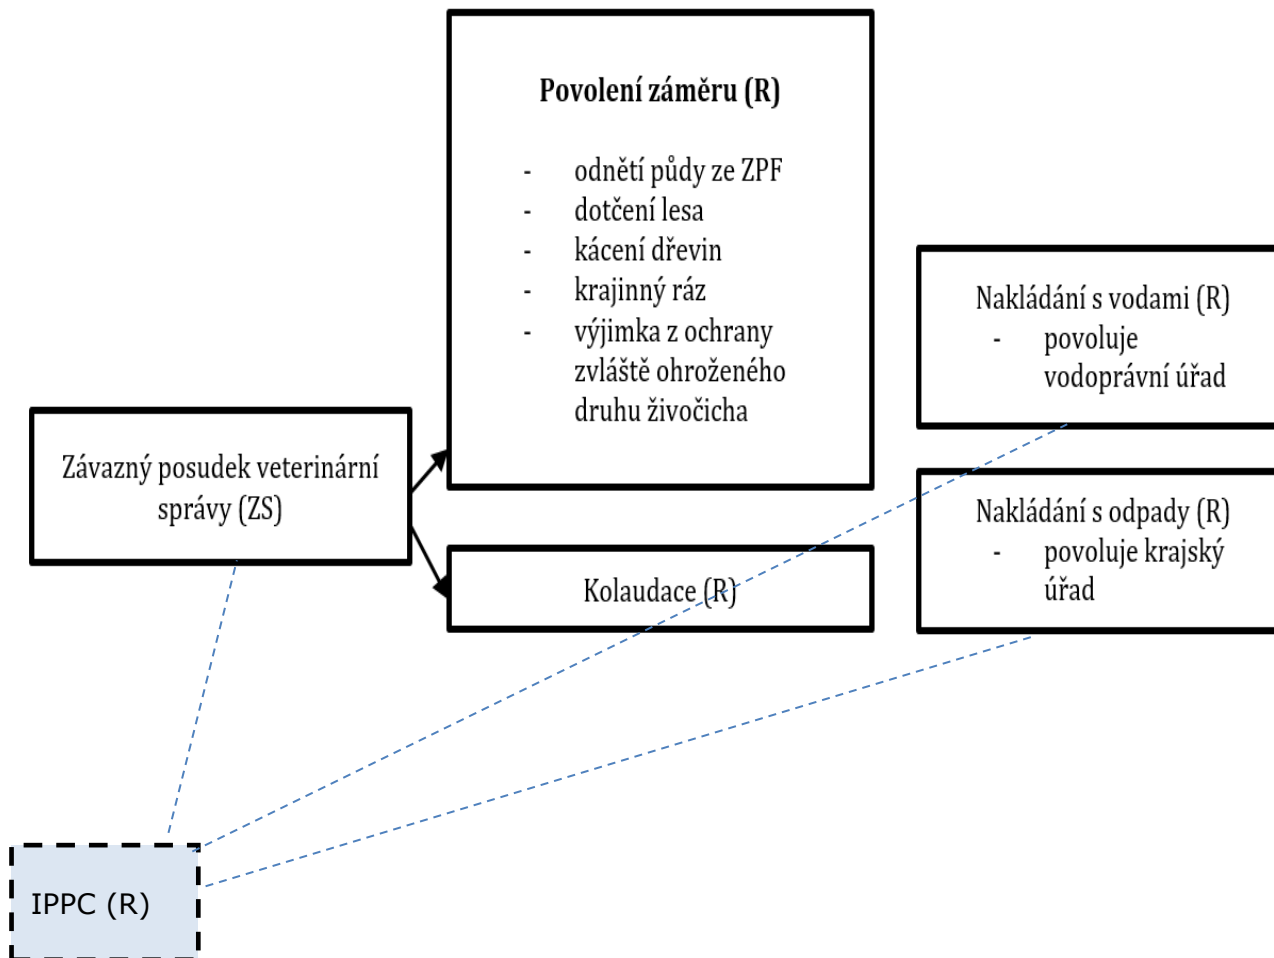 Povolení záměru (R)
- odnětí půdy ze ZPF
- dotčení lesa
- kácení dřevin
- krajinný ráz
- výjimka z ochrany
zvláště ohroženého
druhu živočicha
Nakládání s vodami (R)
- povoluje
vodoprávní úřad
Závazný posudek veterinární
správy (ZS)
Nakládání s odpady (R)
- povoluje krajský
úřad
Kolaudace (R)
IPPC (R)